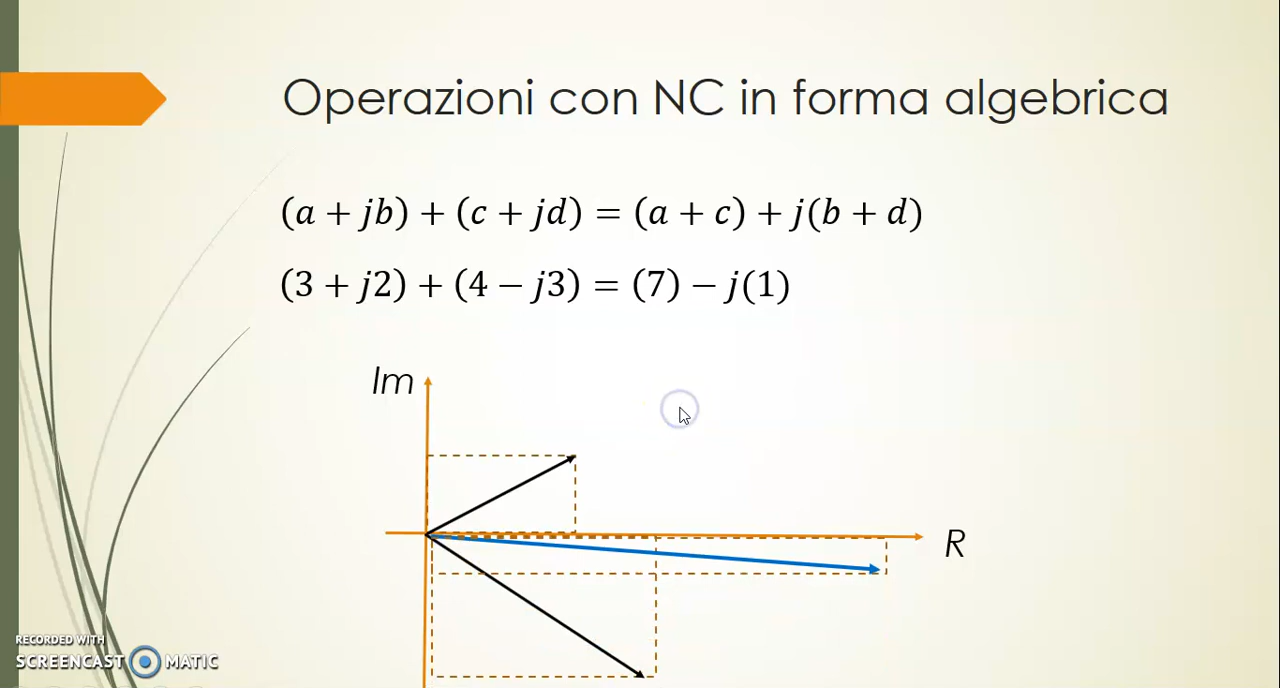 Operazioni con NC in forma algebrica
(a + jb) + (c + jd) = (a + c) + j(b + d)
(3 + j2) + (4 − j3) = (7) − j(1)
Im
R
RECORDED WITH
SCREENCAST MATIC